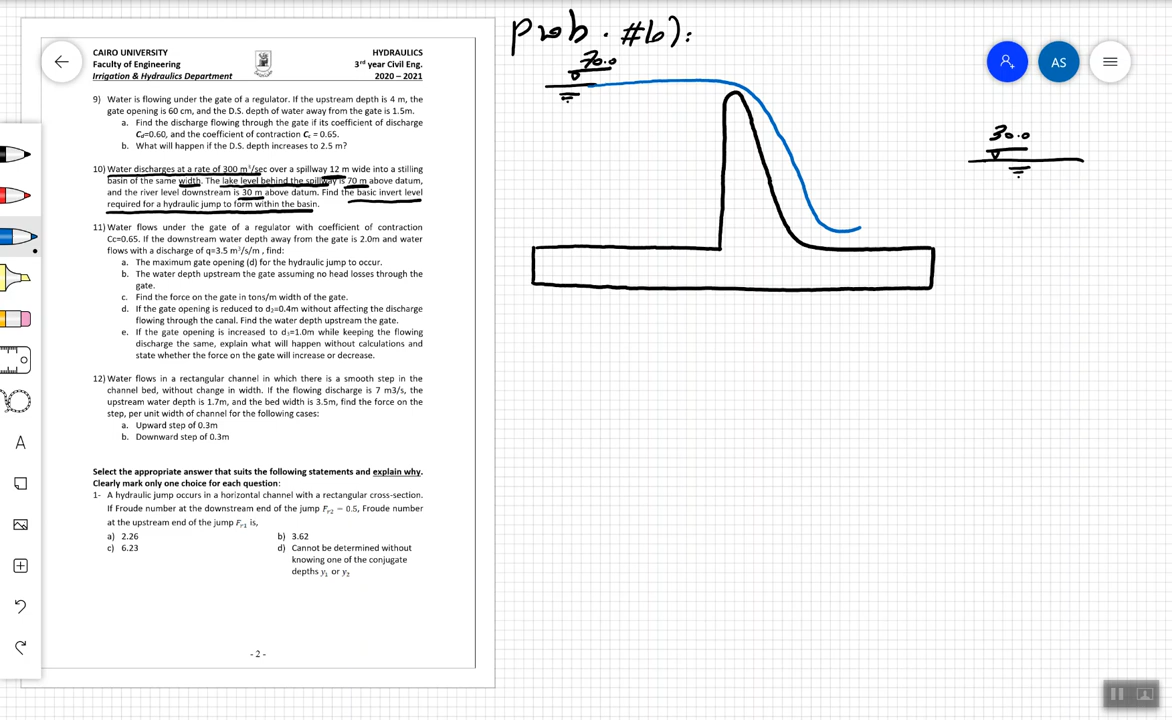 CAIRO UNIVERSITY
Faculty of Engineering
Irrigation & Hydraulics Department
HYDRAULICS
3rd year Civil Eng.
2020 – 2021
9) Water is flowing under the gate of a regulator. If the upstream depth is 4 m, the
gate opening is 60 cm, and the D.S. depth of water away from the gate is 1.5m.
a. Find the discharge flowing through the gate if its coefficient of discharge
Cd=0.60, and the coefficient of contraction Cc = 0.65.
b. What will happen if the D.S. depth increases to 2.5 m?
10) Water discharges at a rate of 300 m³/sec over a spillway 12 m wide into a stilling
basin of the same width. The lake level behind the spillway is 70 m above datum,
and the river level downstream is 30 m above datum. Find the basic invert level
required for a hydraulic jump to form within the basin.
11) Water flows under the gate of a regulator with coefficient of contraction
Cc=0.65. If the downstream water depth away from the gate is 2.0m and water
flows with a discharge of q=3.5 m³/s/m , find:
a. The maximum gate opening (d) for the hydraulic jump to occur.
b. The water depth upstream the gate assuming no head losses through the
gate.
c. Find the force on the gate in tons/m width of the gate.
d. If the gate opening is reduced to d₂=0.4m without affecting the discharge
flowing through the canal. Find the water depth upstream the gate.
e. If the gate opening is increased to d₃=1.0m while keeping the flowing
discharge the same, explain what will happen without calculations and
state whether the force on the gate will increase or decrease.
12) Water flows in a rectangular channel in which there is a smooth step in the
channel bed, without change in width. If the flowing discharge is 7 m3/s, the
upstream water depth is 1.7m, and the bed width is 3.5m, find the force on the
step, per unit width of channel for the following cases:
a. Upward step of 0.3m
b. Downward step of 0.3m
Select the appropriate answer that suits the following statements and explain why.
Clearly mark only one choice for each question:
1- A hydraulic jump occurs in a horizontal channel with a rectangular cross-section.
If Froude number at the downstream end of the jump Fr2 = 0.5, Froude number
at the upstream end of the jump Fr1 is,
a) 2.26
b) 3.62
c) 6.23
d) Cannot be determined without
knowing one of the conjugate
depths y₁ or y₂
- 2 -
Prob. #6):
70.0
30.0
AS
A